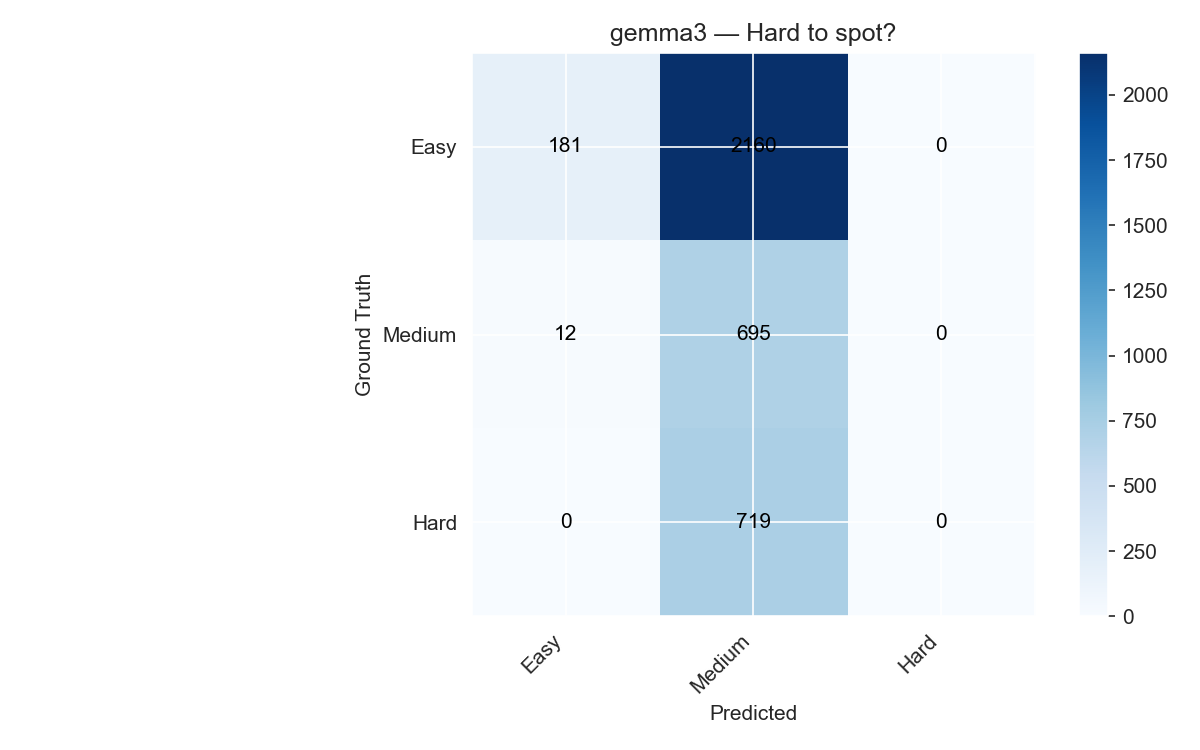 gemma3 — Hard to spot?
Easy 181 2160 0
Medium 12 695 0
Hard 0 719 0
Easy Medium Hard
Predicted
Ground Truth
2000
1750
1500
1250
1000
750
500
250
0